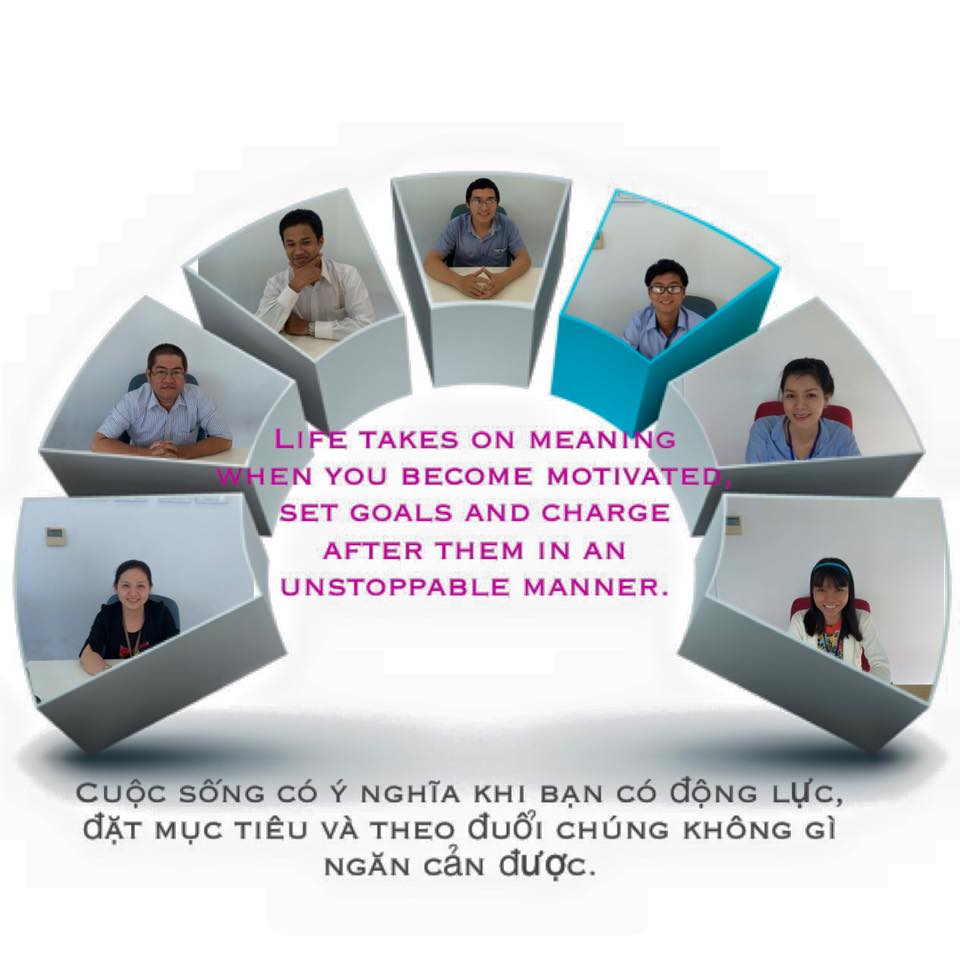 Life takes on meaning
when you become motivated,
set goals and charge
after them in an
unstoppable manner.
Cuộc sống có ý nghĩa khi bạn có động lực,
đặt mục tiêu và theo đuổi chúng không gì
ngăn cản được.